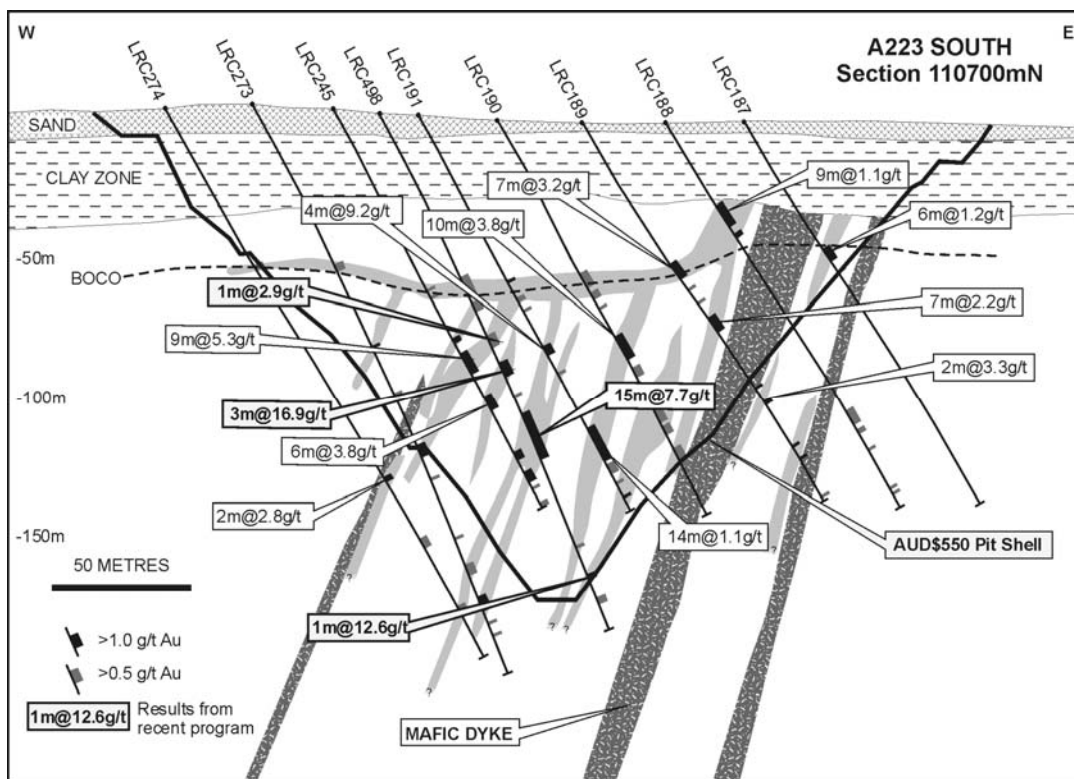 W
E
A223 SOUTH
Section 110700mN
LRC274
LRC273
LRC245
LRC498
LRC191
LRC190
LRC189
LRC188
LRC187
SAND
CLAY ZONE
7m@3.2g/t
9m@1.1g/t
4m@9.2g/t
10m@3.8g/t
6m@1.2g/t
-50m
BOCO
1m@2.9g/t
7m@2.2g/t
9m@5.3g/t
2m@3.3g/t
-100m
15m@7.7g/t
3m@16.9g/t
6m@3.8g/t
2m@2.8g/t
14m@1.1g/t
AUD$550 Pit Shell
-150m
50 METRES
1m@12.6g/t
>1.0 g/t Au
>0.5 g/t Au
1m@12.6g/t
Results from
recent program
MAFIC DYKE
?
?
?
?
?
?
?